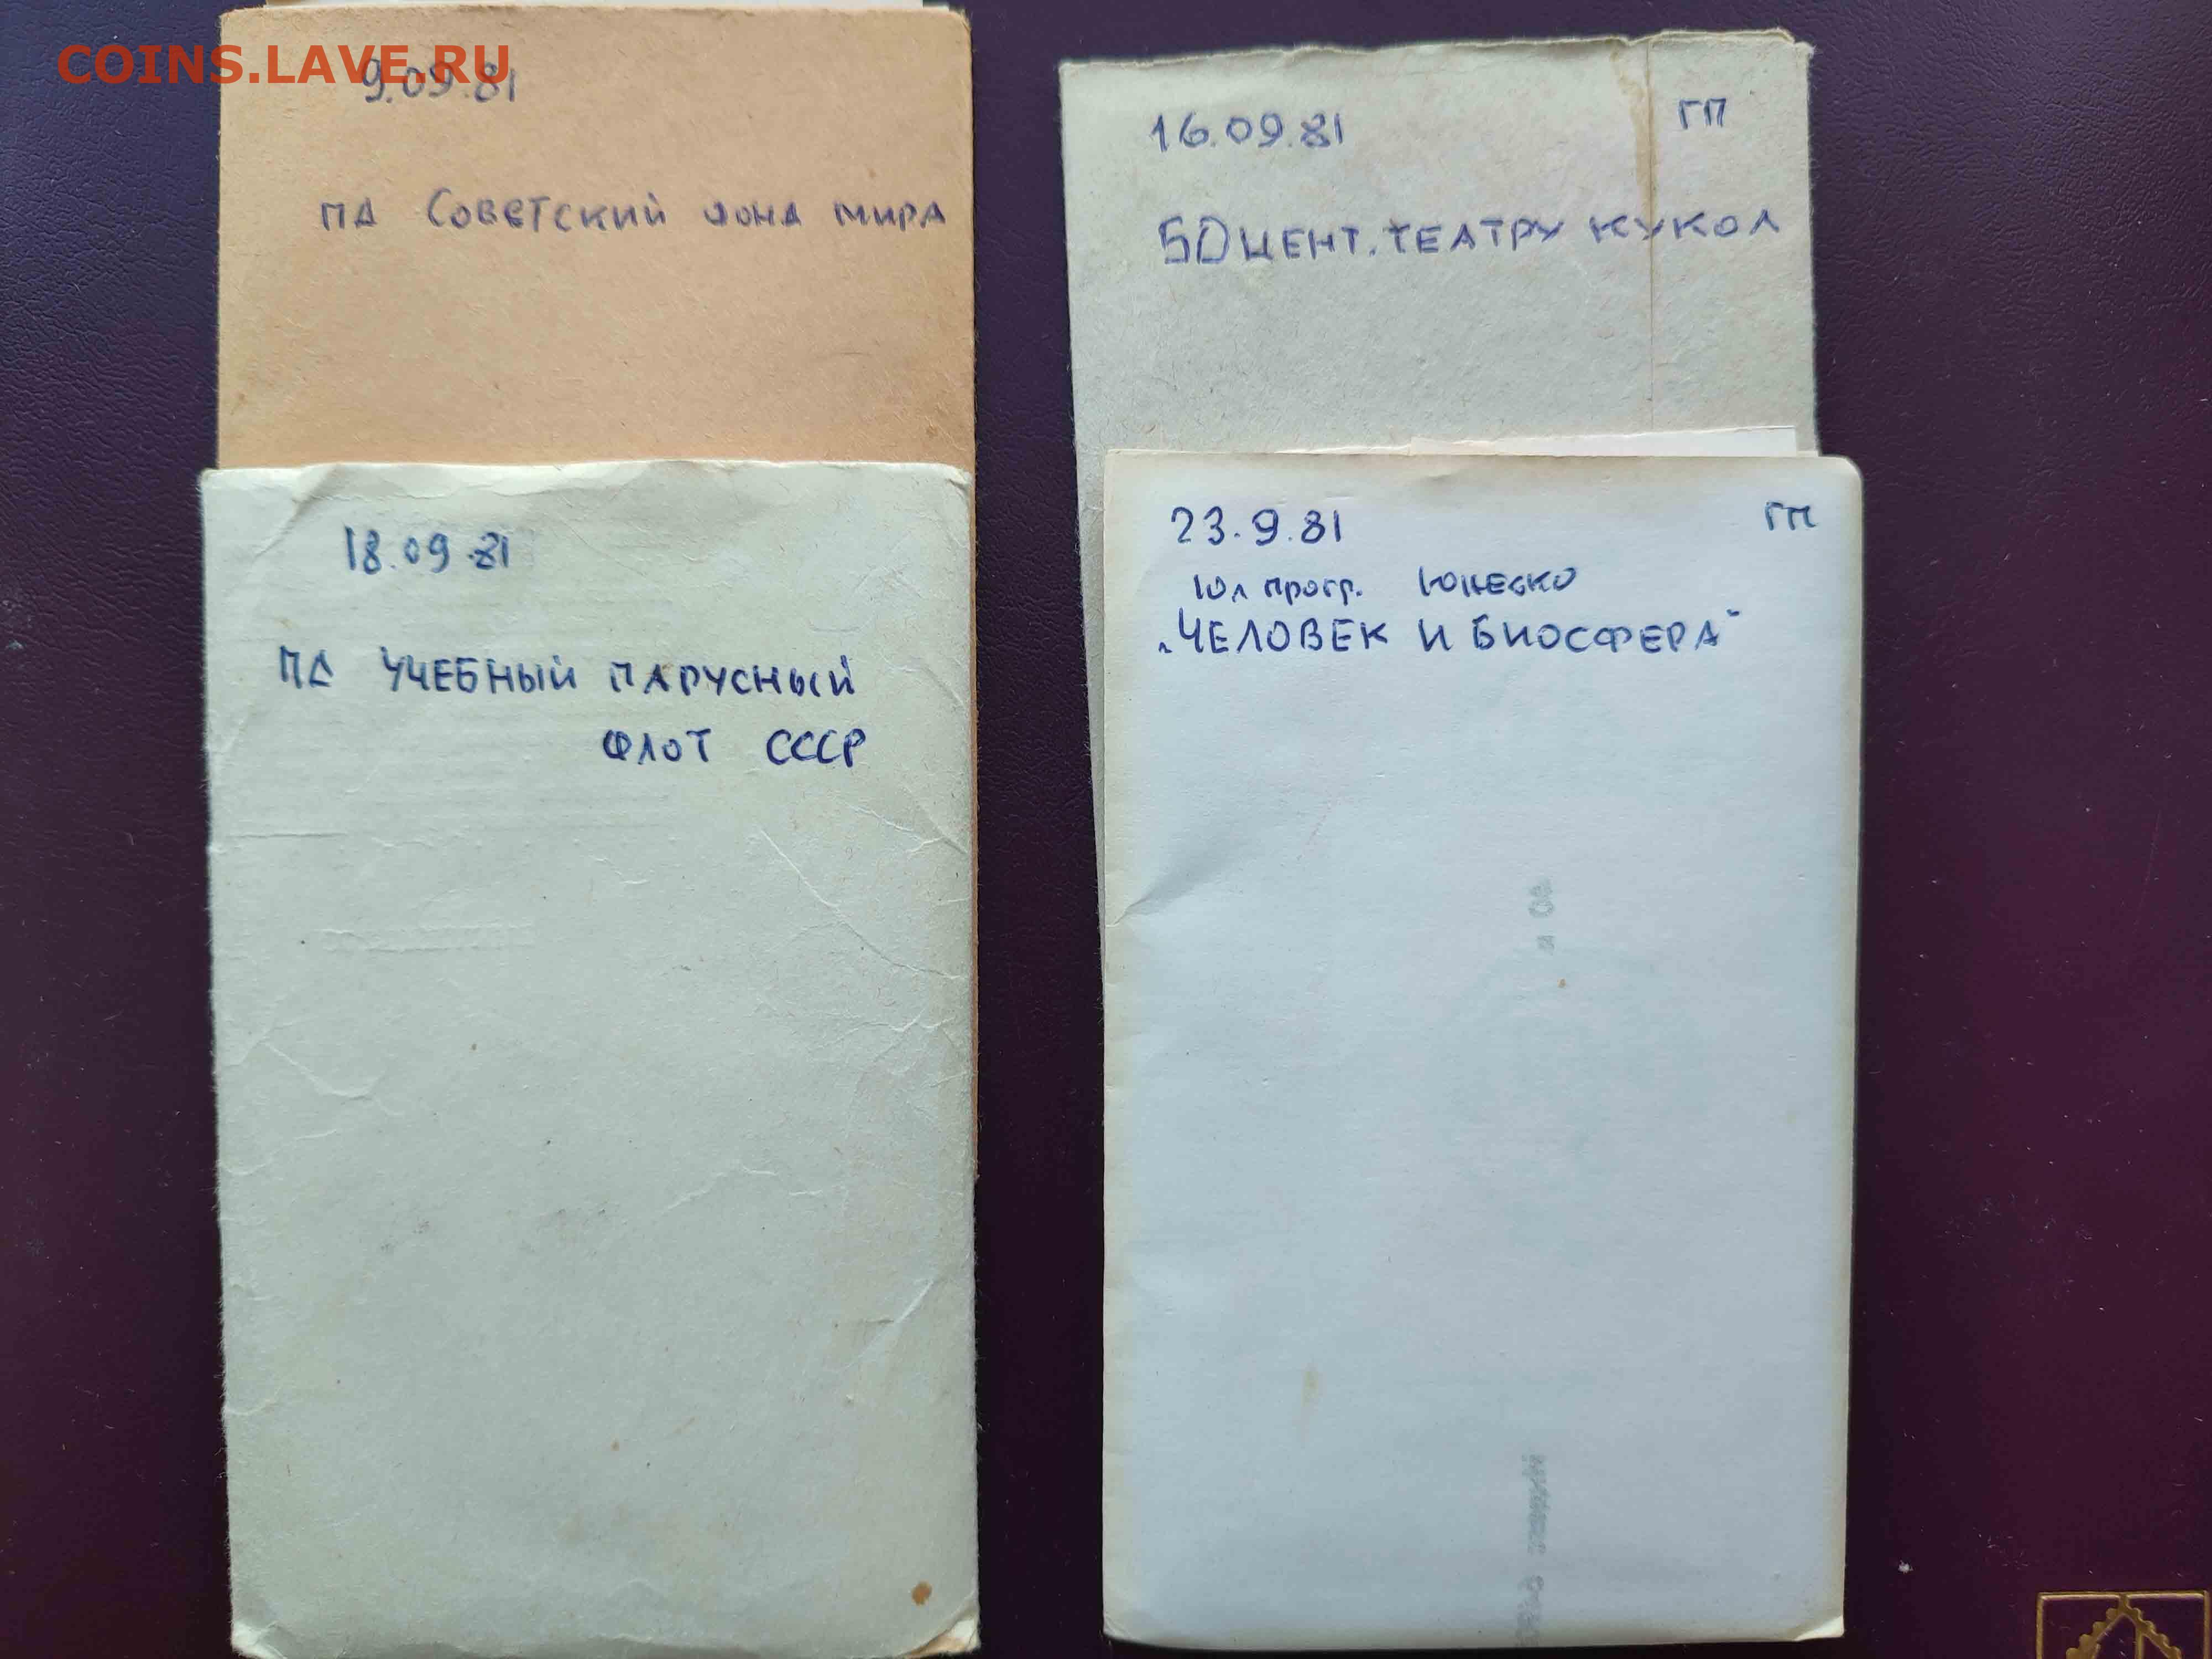 COINS.LAVE.RU
9.09.81
ПД Советский фонд мира
18.09.81
ПД УЧЕБНЫЙ ПАРУСНЫЙ
ФЛОТ СССР
16.09.81 ГП
50 ЦЕНТ. ТЕАТРУ КУКОЛ
23.9.81 ГП
10л прогр. ЮНЕСКО
„ЧЕЛОВЕК И БИОСФЕРА"